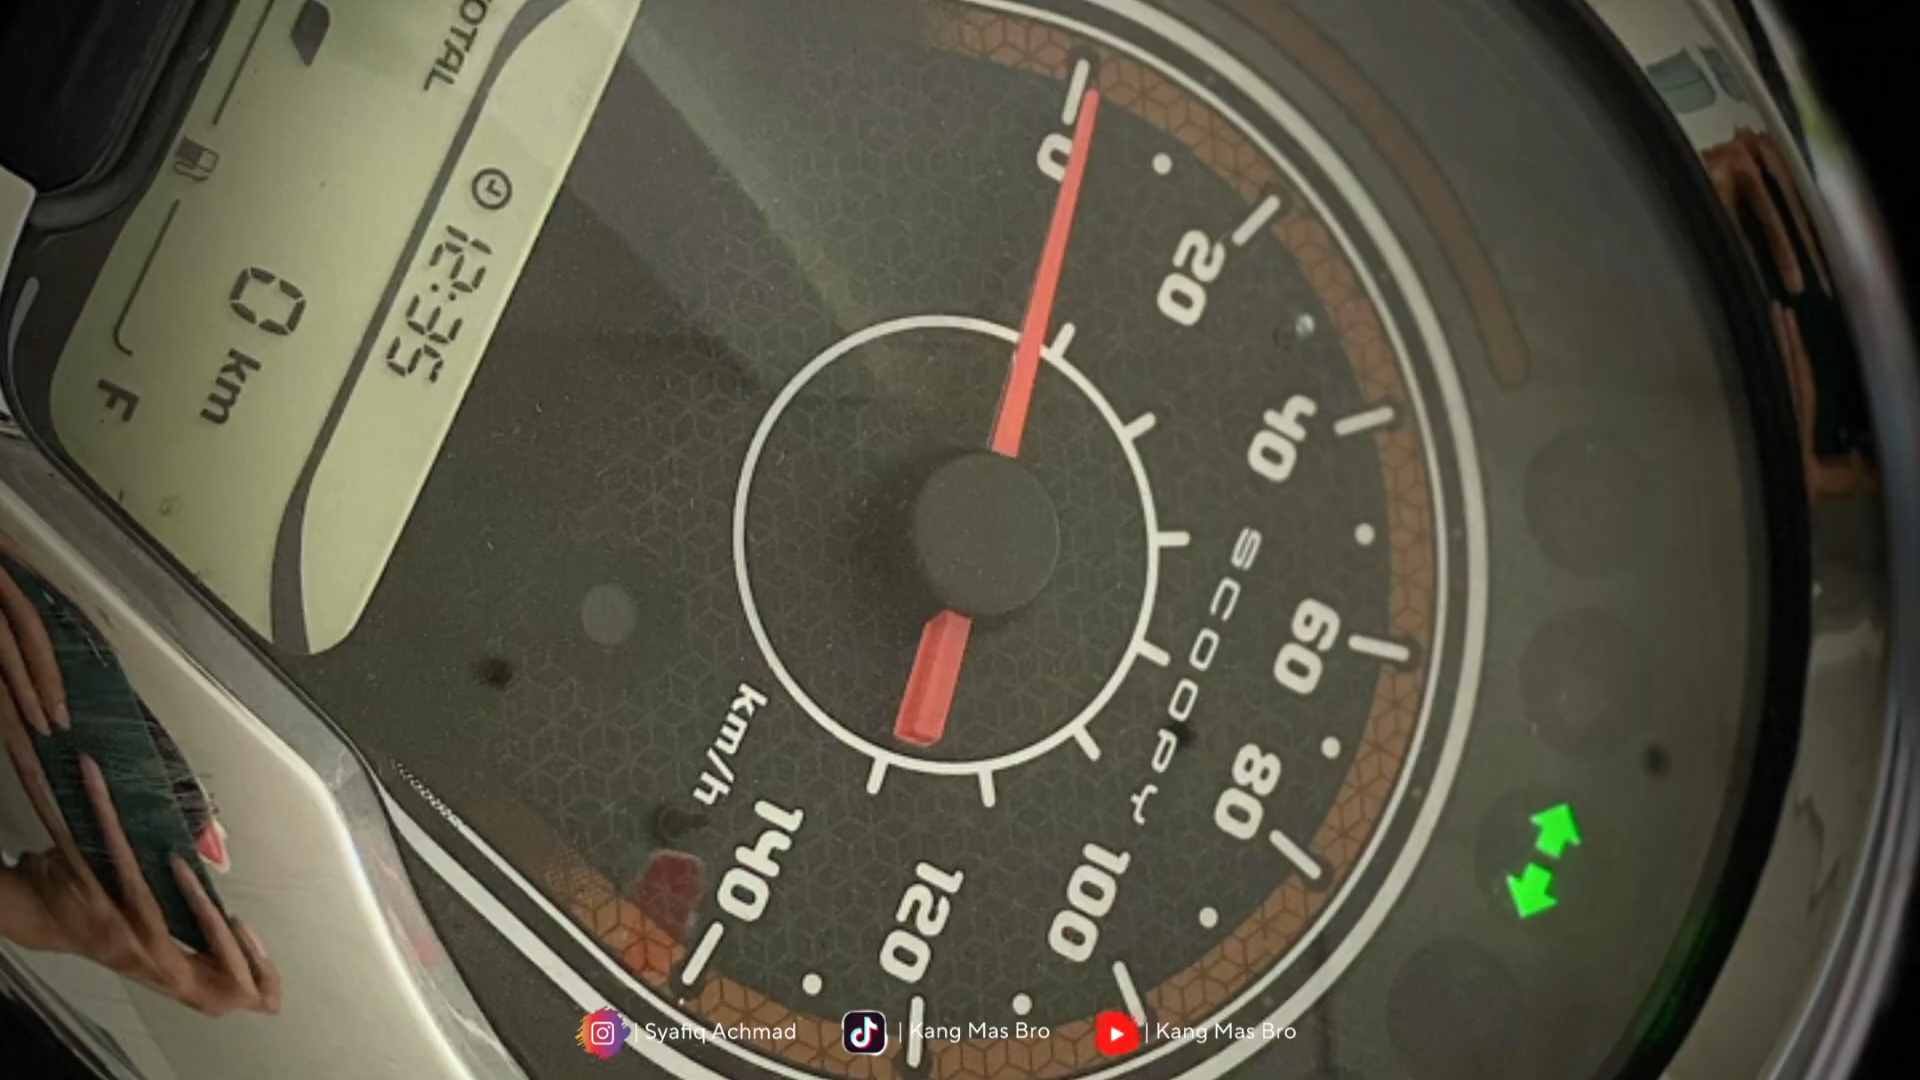 TOTAL
12:35
0 km
F
0
20
40
60
80
100
120
140
km/h
SCOOPY
| Syafiq Achmad
| Kang Mas Bro
| Kang Mas Bro